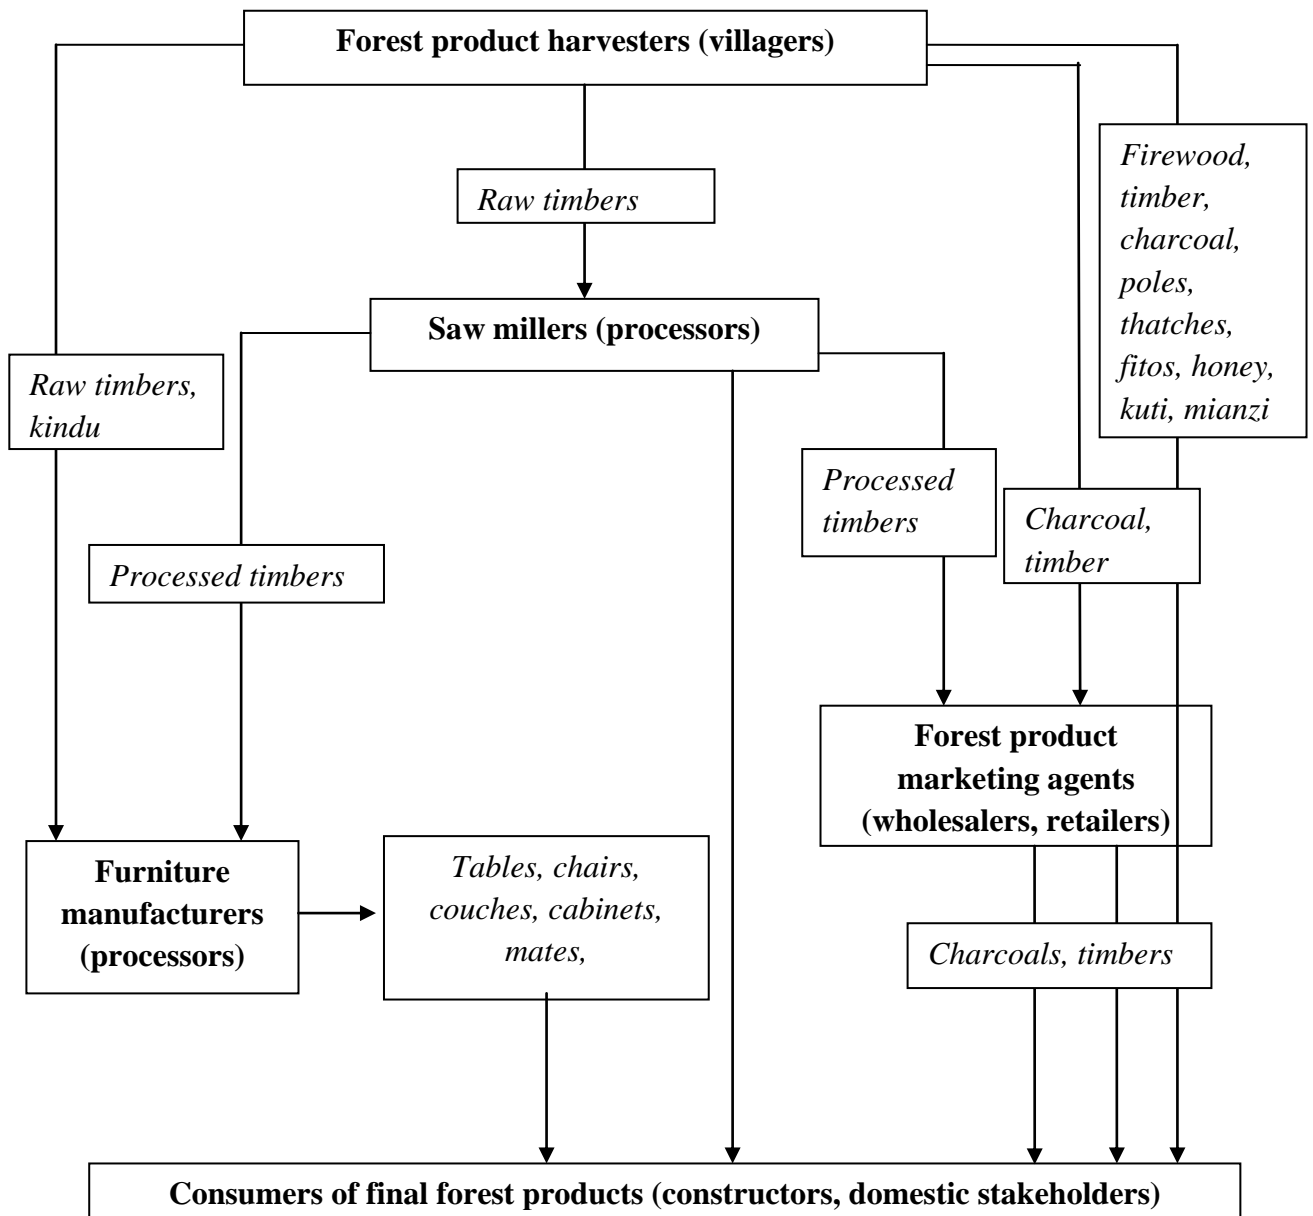 Forest product harvesters (villagers)
Firewood,
timber,
charcoal,
poles,
thatches,
fitos, honey,
kuti, mianzi
Raw timbers
Saw millers (processors)
Raw timbers,
kindu
Processed
timbers
Charcoal,
timber
Processed timbers
Forest product
marketing agents
(wholesalers, retailers)
Furniture
manufacturers
(processors)
Tables, chairs,
couches, cabinets,
mates,
Charcoals, timbers
Consumers of final forest products (constructors, domestic stakeholders)